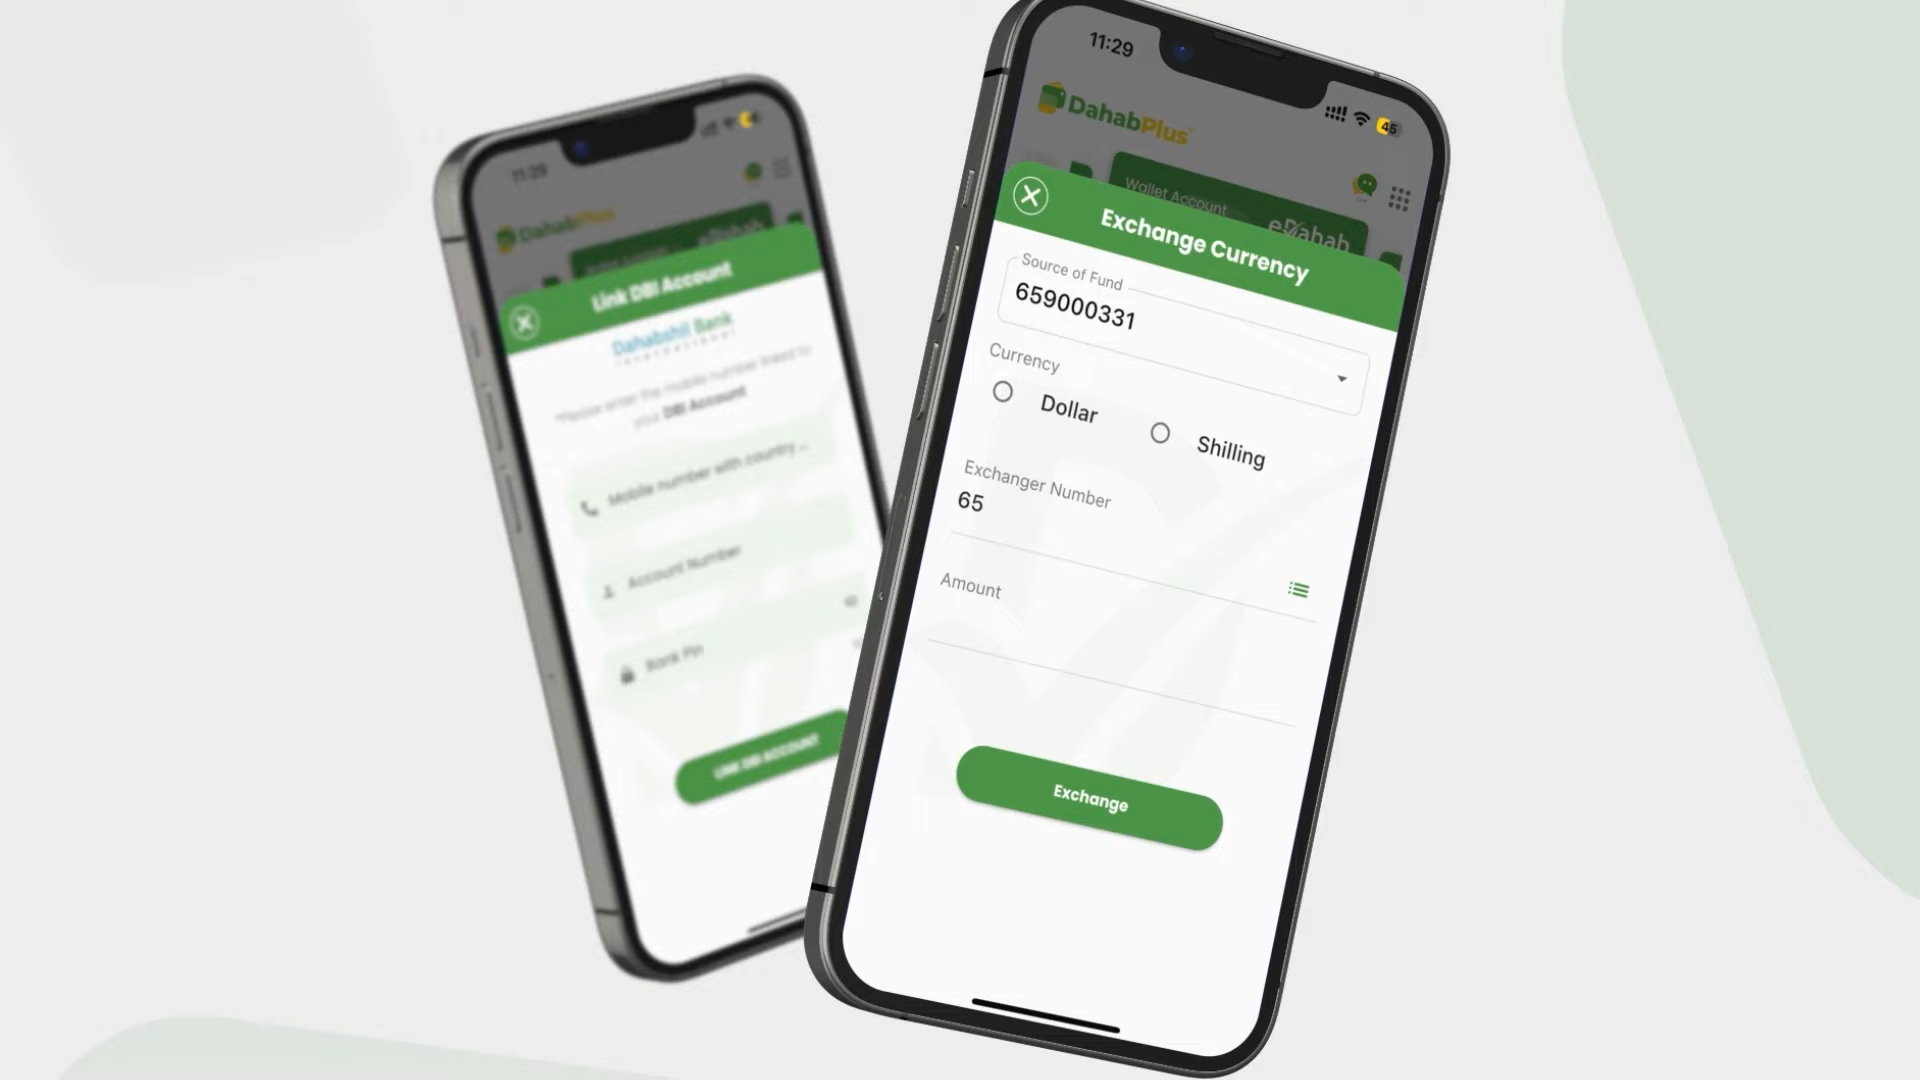 11:29
DahabPlus
Link DBI Account
Dahabshil Bank
International
*Please enter the mobile number linked to
your DBI Account
Mobile number with country ...
Account Number
Bank Pin
LINK DBI ACCOUNT
11:29
45
DahabPlus
Wallet Account
eDahab
Exchange Currency
Source of Fund
659000331
Currency
Dollar
Shilling
Exchanger Number
65
Amount
Exchange